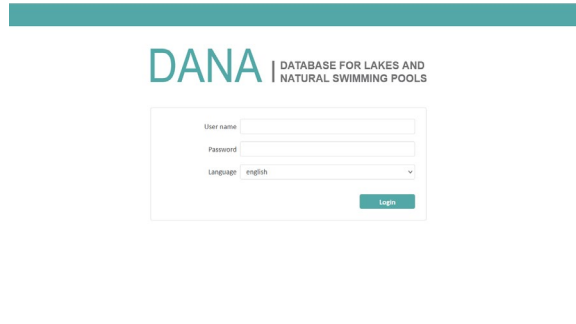 DANA | DATABASE FOR LAKES AND
NATURAL SWIMMING POOLS
User name
Password
Language english
Login